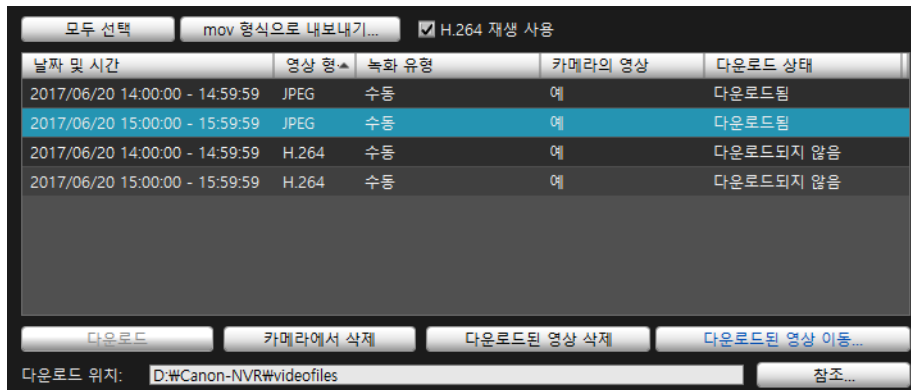 모두 선택 mov 형식으로 내보내기... H.264 재생 사용
날짜 및 시간 영상 형 녹화 유형 카메라의 영상 다운로드 상태
2017/06/20 14:00:00 - 14:59:59 JPEG 수동 예 다운로드됨
2017/06/20 15:00:00 - 15:59:59 JPEG 수동 예 다운로드됨
2017/06/20 14:00:00 - 14:59:59 H.264 수동 예 다운로드되지 않음
2017/06/20 15:00:00 - 15:59:59 H.264 수동 예 다운로드되지 않음
다운로드 카메라에서 삭제 다운로드된 영상 삭제 다운로드된 영상 이동...
다운로드 위치: D:₩Canon-NVR₩videofiles 참조...